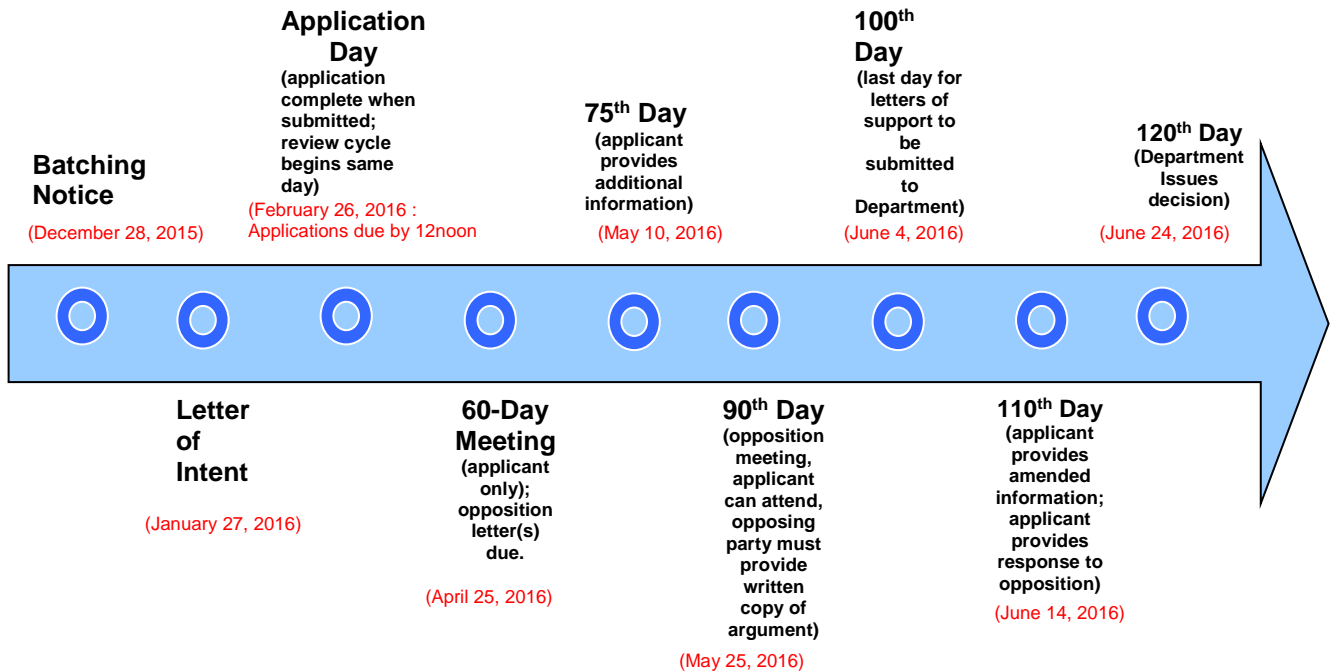 Batching
Notice
(December 28, 2015)
Letter
of
Intent
(January 27, 2016)
Application
Day
(application
complete when
submitted;
review cycle
begins same
day)
(February 26, 2016 :
Applications due by 12noon
60-Day
Meeting
(applicant
only);
opposition
letter(s)
due.
(April 25, 2016)
75th Day
(applicant
provides
additional
information)
(May 10, 2016)
90th Day
(opposition
meeting,
applicant
can attend,
opposing
party must
provide
written
copy of
argument)
(May 25, 2016)
100th
Day
(last day for
letters of
support to
be
submitted
to
Department)
(June 4, 2016)
110th Day
(applicant
provides
amended
information;
applicant
provides
response to
opposition)
(June 14, 2016)
120th Day
(Department
Issues
decision)
(June 24, 2016)